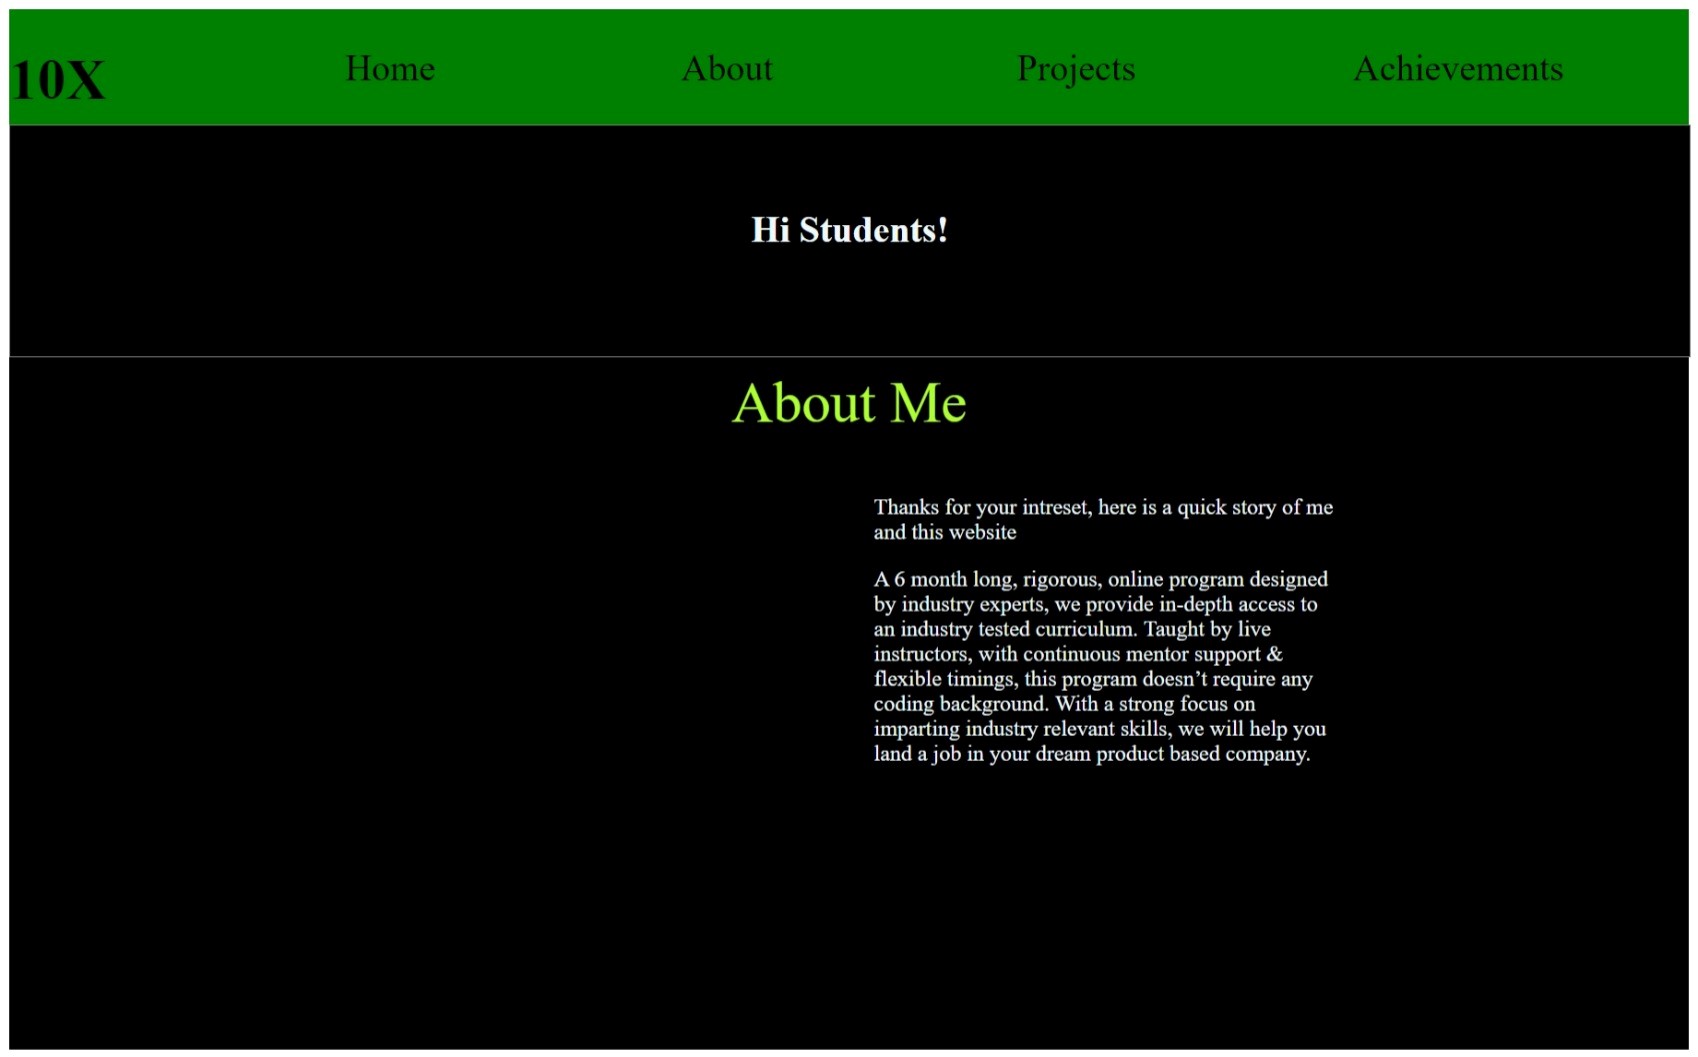 10X Home About Projects Achievements
Hi Students!
About Me
Thanks for your intreset, here is a quick story of me
and this website
A 6 month long, rigorous, online program designed
by industry experts, we provide in-depth access to
an industry tested curriculum. Taught by live
instructors, with continuous mentor support &
flexible timings, this program doesn’t require any
coding background. With a strong focus on
imparting industry relevant skills, we will help you
land a job in your dream product based company.